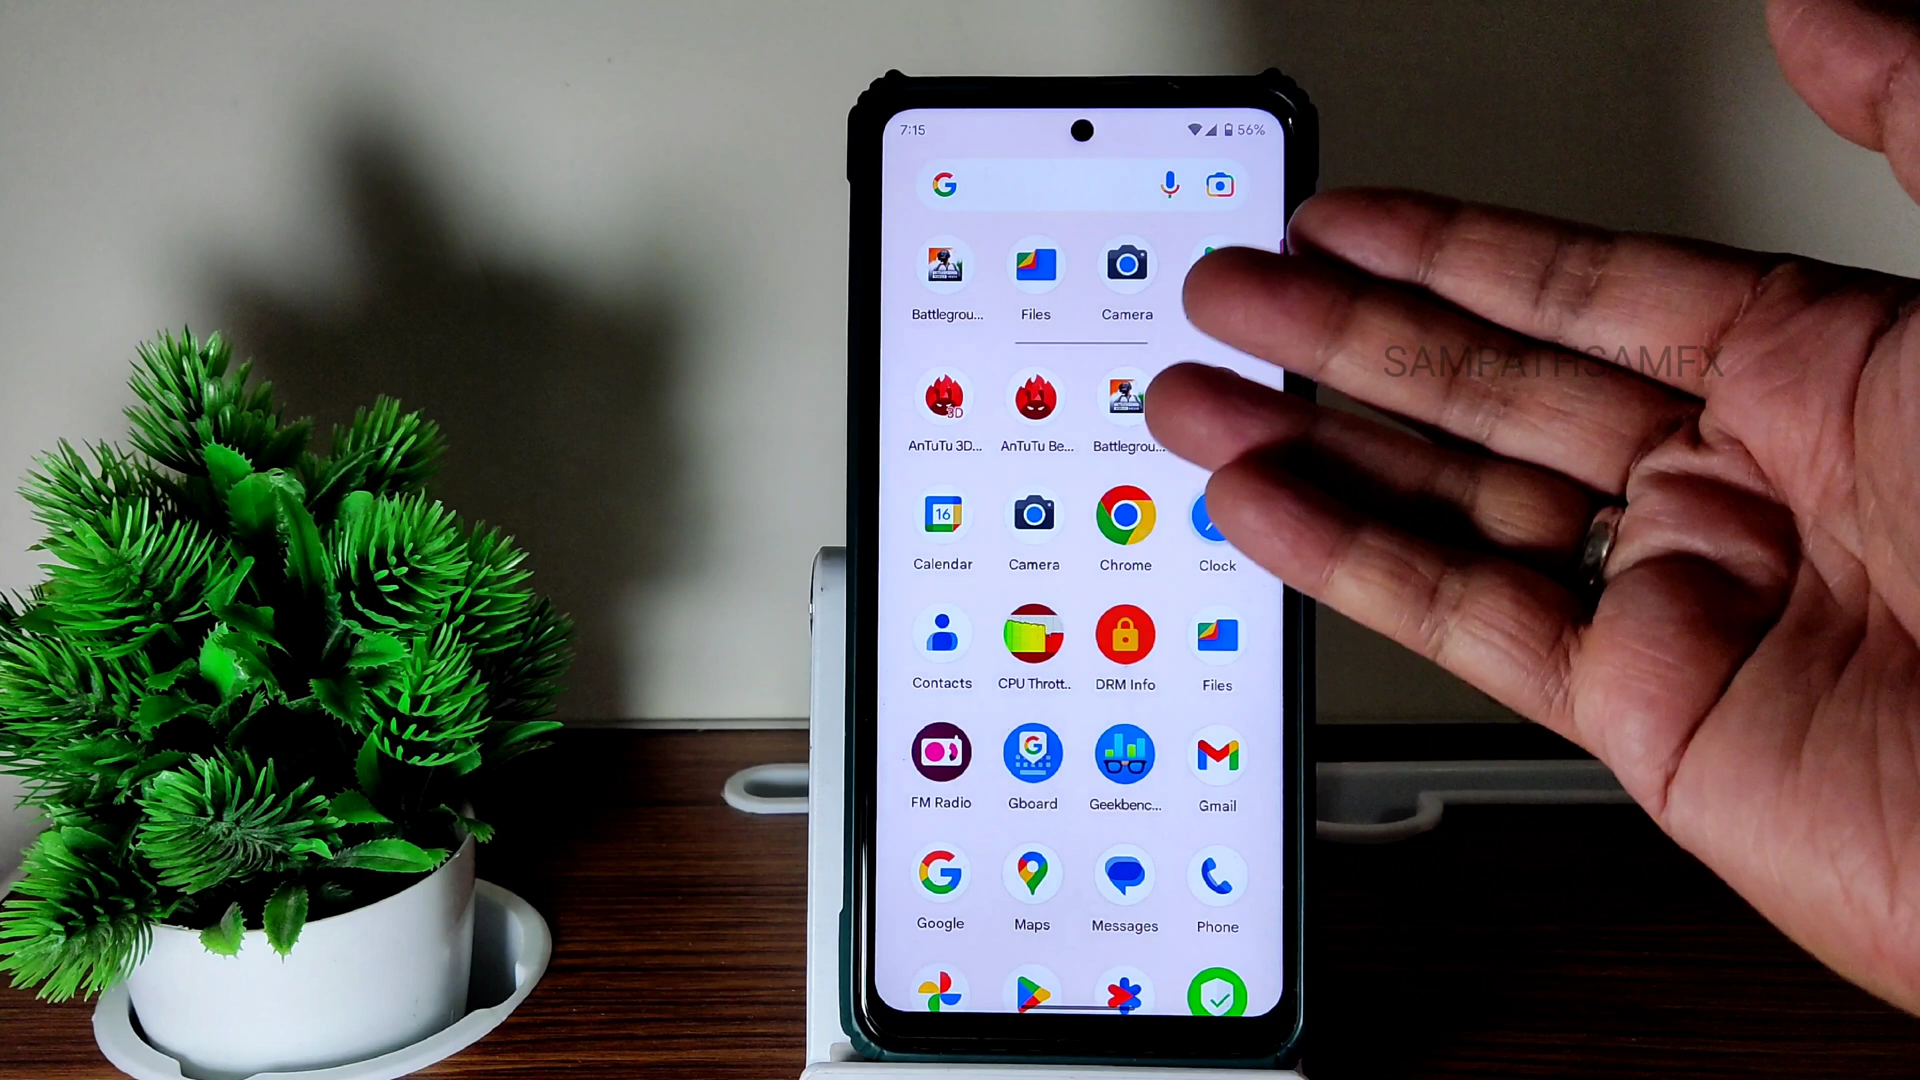 7:15 56%
Battlegrou... Files Camera
SAMPATHSAMFX
AnTuTu 3D... AnTuTu Be... Battlegrou...
16
Calendar Camera Chrome Clock
Contacts CPU Thrott.. DRM Info Files
FM Radio Gboard Geekbenc... Gmail
Google Maps Messages Phone